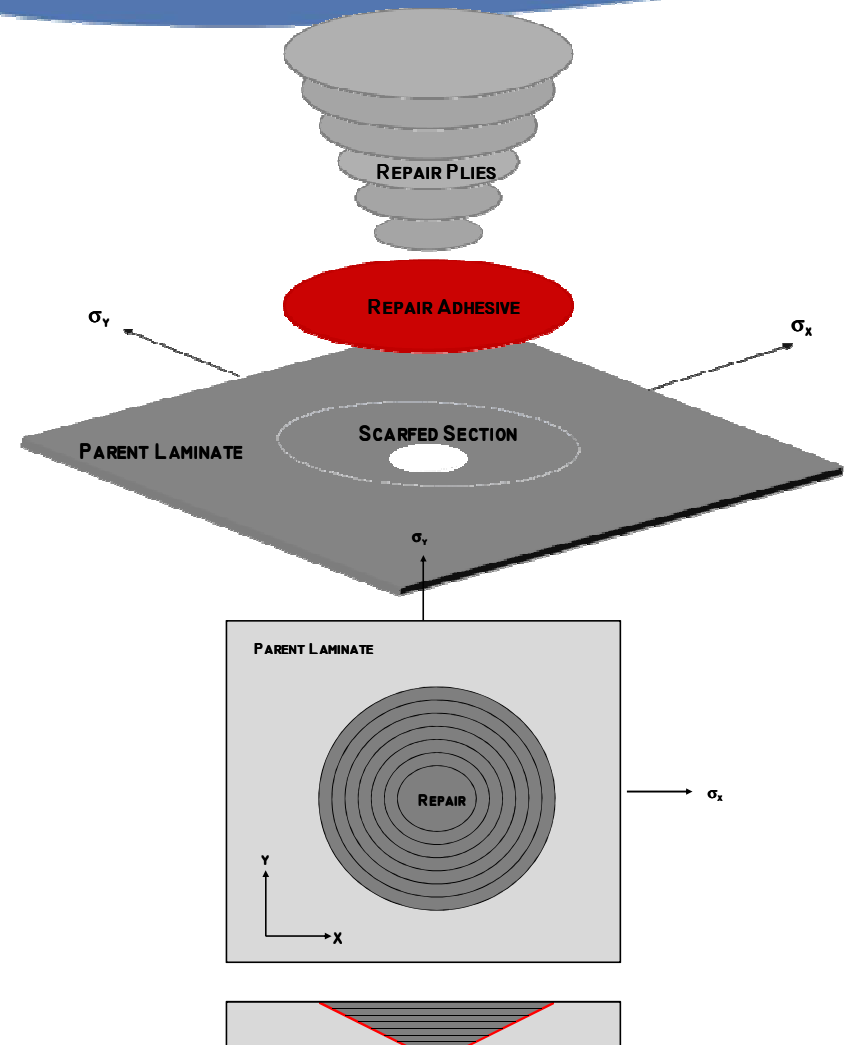 REPAIR PLIES
REPAIR ADHESIVE
σY
σX
SCARFED SECTION
PARENT LAMINATE
σY
PARENT LAMINATE
REPAIR
σX
Y
X